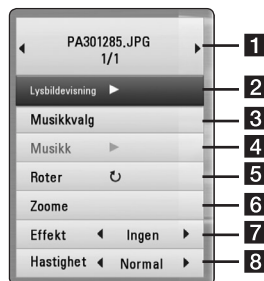 PA301285.JPG 1
1/1
Lysbildevisning 2
Musikkvalg 3
Musikk 4
Roter 5
Zoome 6
Effekt Ingen 7
Hastighet Normal 8